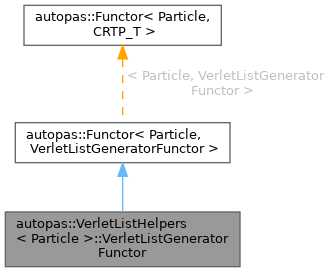 autopas::Functor< Particle,
CRTP_T >
< Particle, VerletListGenerator
Functor >
autopas::Functor< Particle,
VerletListGeneratorFunctor >
autopas::VerletListHelpers
< Particle >::VerletListGenerator
Functor